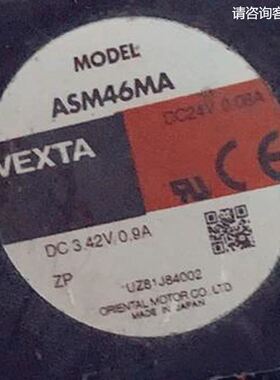 请咨询客
MODEL
ASM46MA
VEXTA
DC24V 0.08A
DC 3.42V 0.9A
ZP
UZ81J84002
ORIENTAL MOTOR CO.,LTD.
MADE IN JAPAN